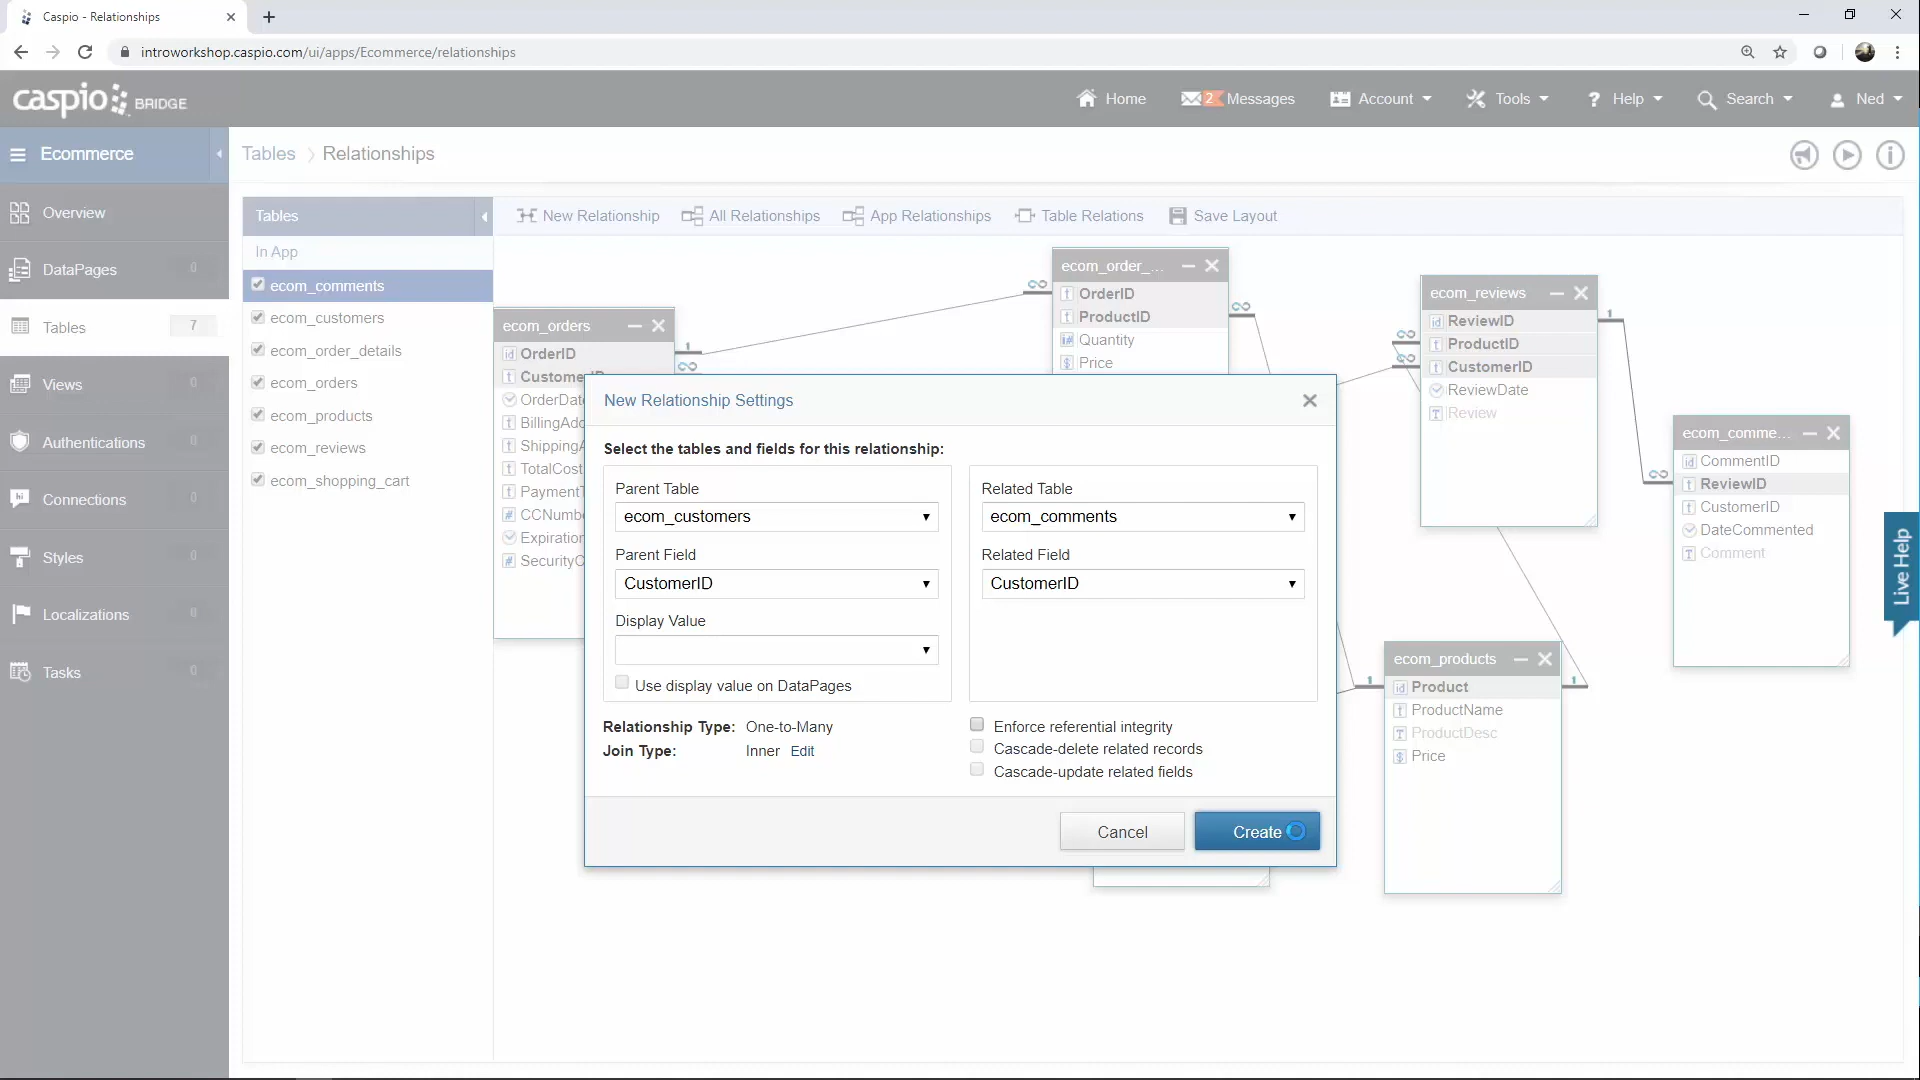 Caspio - Relationships
introworkshop.caspio.com/ui/apps/Ecommerce/relationships
caspio BRIDGE
Home
2
Messages
Account
Tools
? Help
Search
Ned
Ecommerce
Tables
Relationships
Overview
DataPages 0
Tables 7
Views 0
Authentications 0
Connections 0
Styles 0
Localizations 0
Tasks 0
Tables
In App
ecom_comments
ecom_customers
ecom_order_details
ecom_orders
ecom_products
ecom_reviews
ecom_shopping_cart
New Relationship
All Relationships
App Relationships
Table Relations
Save Layout
ecom_orders
OrderID
CustomerID
OrderDat
BillingAdd
ShippingA
TotalCost
PaymentT
CCNumb
Expiration
SecurityC
1
∞
∞
ecom_order_...
OrderID
ProductID
Quantity
Price
∞
ecom_reviews
ReviewID
ProductID
CustomerID
ReviewDate
Review
∞
∞
1
ecom_comme...
CommentID
ReviewID
CustomerID
DateCommented
Comment
∞
ecom_products
Product
ProductName
ProductDesc
Price
1
1
New Relationship Settings
Select the tables and fields for this relationship:
Parent Table
ecom_customers
Parent Field
CustomerID
Display Value
Use display value on DataPages
Related Table
ecom_comments
Related Field
CustomerID
Relationship Type: One-to-Many
Join Type: Inner Edit
Enforce referential integrity
Cascade-delete related records
Cascade-update related fields
Cancel
Create
Live Help